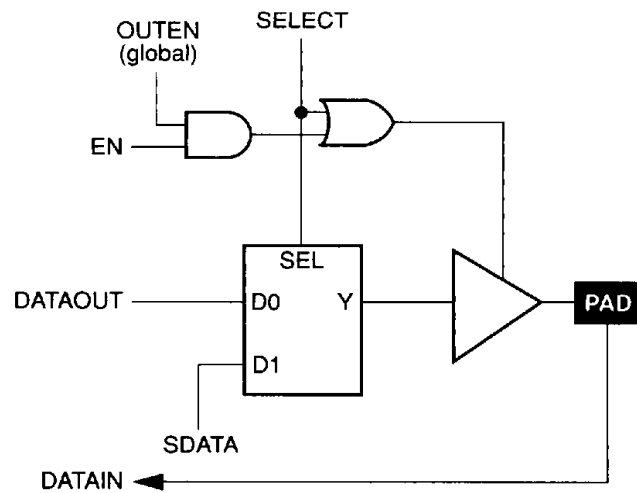 SELECT
OUTEN
(global)
EN
SEL
DATAOUT
D0
Y
PAD
D1
SDATA
DATAIN